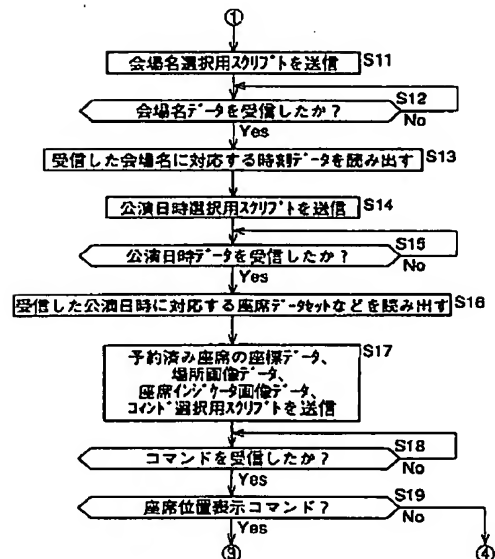 ①
会場名選択用スクリプトを送信 S11
会場名データを受信したか? S12
Yes No
受信した会場名に対応する時刻データを読み出す S13
公演日時選択用スクリプトを送信 S14
公演日時データを受信したか? S15
Yes No
受信した公演日時に対応する座席データセットなどを読み出す S16
S17
予約済み座席の座標データ、
場所画像データ、
座席インジケータ画像データ、
コマンド選択用スクリプトを送信
コマンドを受信したか? S18
Yes No
座席位置表示コマンド? S19
Yes No
③ ④